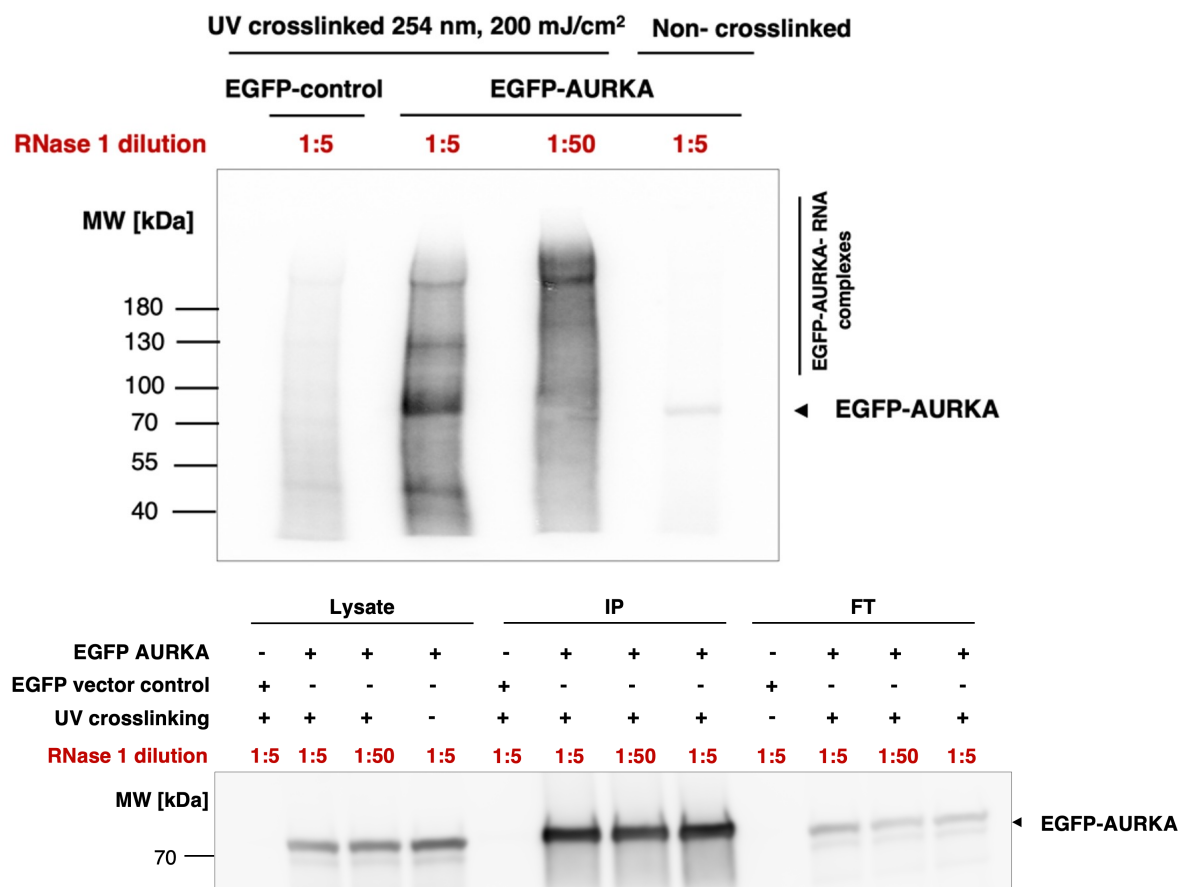 UV crosslinked 254 nm, 200 mJ/cm² Non- crosslinked
EGFP-control EGFP-AURKA
RNase 1 dilution 1:5 1:5 1:50 1:5
MW [kDa]
180
130
100
70
55
40
EGFP-AURKA- RNA
complexes
◄ EGFP-AURKA
Lysate IP FT
EGFP AURKA - + + + - + + + - + + +
EGFP vector control + - - - + - - - + - - -
UV crosslinking + + + - + + + + - + + +
RNase 1 dilution 1:5 1:5 1:50 1:5 1:5 1:5 1:50 1:5 1:5 1:5 1:50 1:5
MW [kDa]
70
◄ EGFP-AURKA